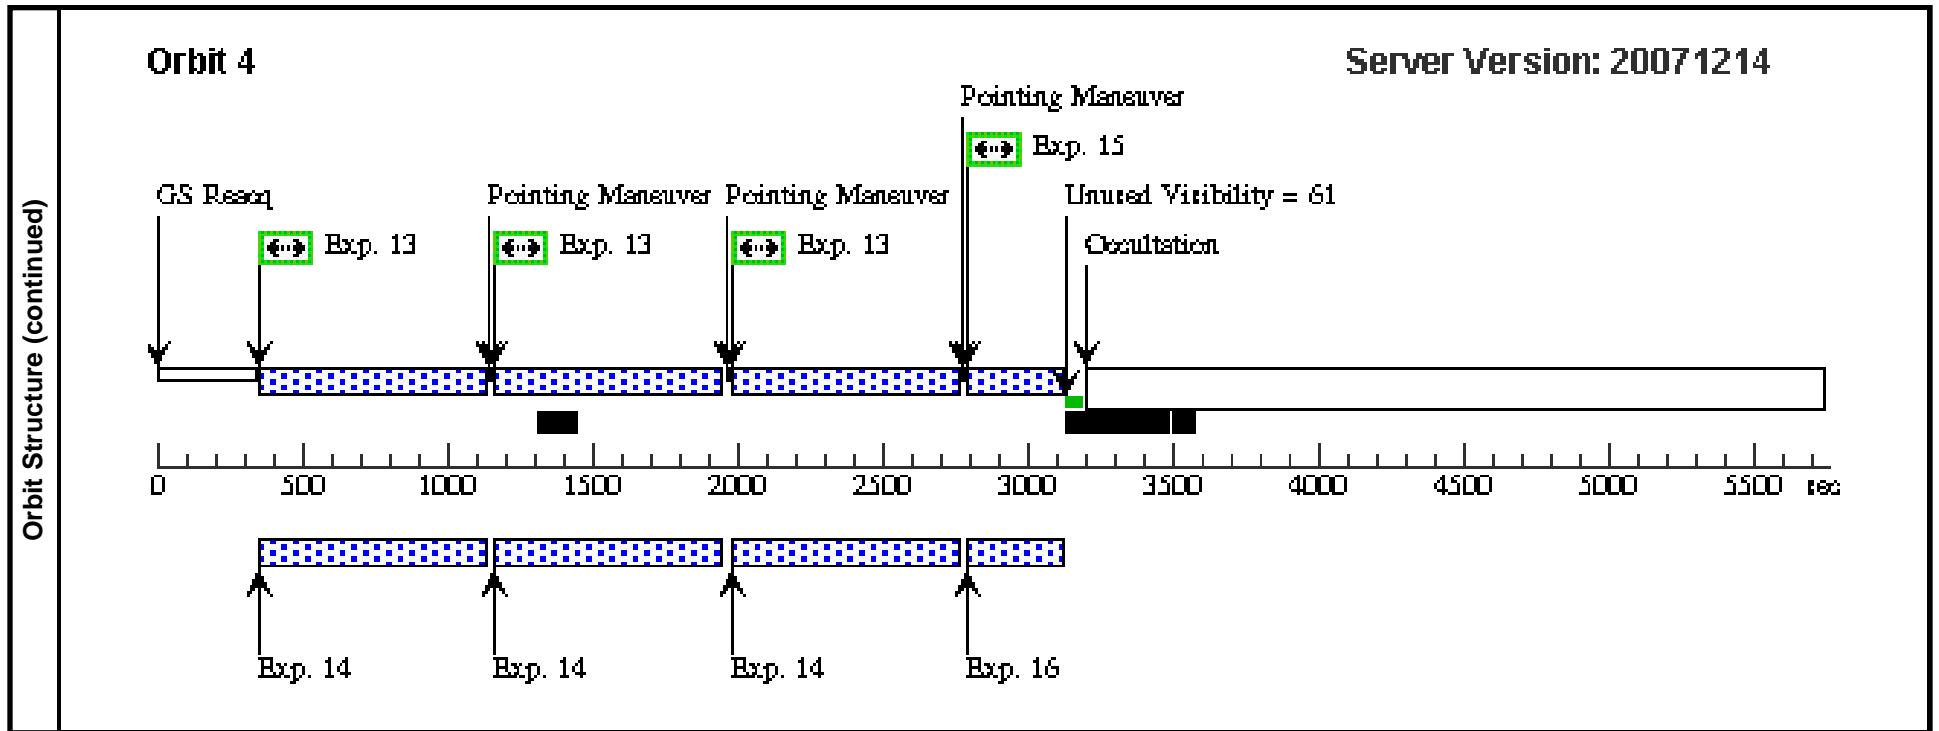 Orbit Structure (continued)
Orbit 4
Server Version: 20071214
Pointing Maneuver
Exp. 15
GS Reacq
Pointing Maneuver
Pointing Maneuver
Unused Visibility = 61
Exp. 13
Exp. 13
Exp. 13
Occultation
0 500 1000 1500 2000 2500 3000 3500 4000 4500 5000 5500 sec
Exp. 14
Exp. 14
Exp. 14
Exp. 16